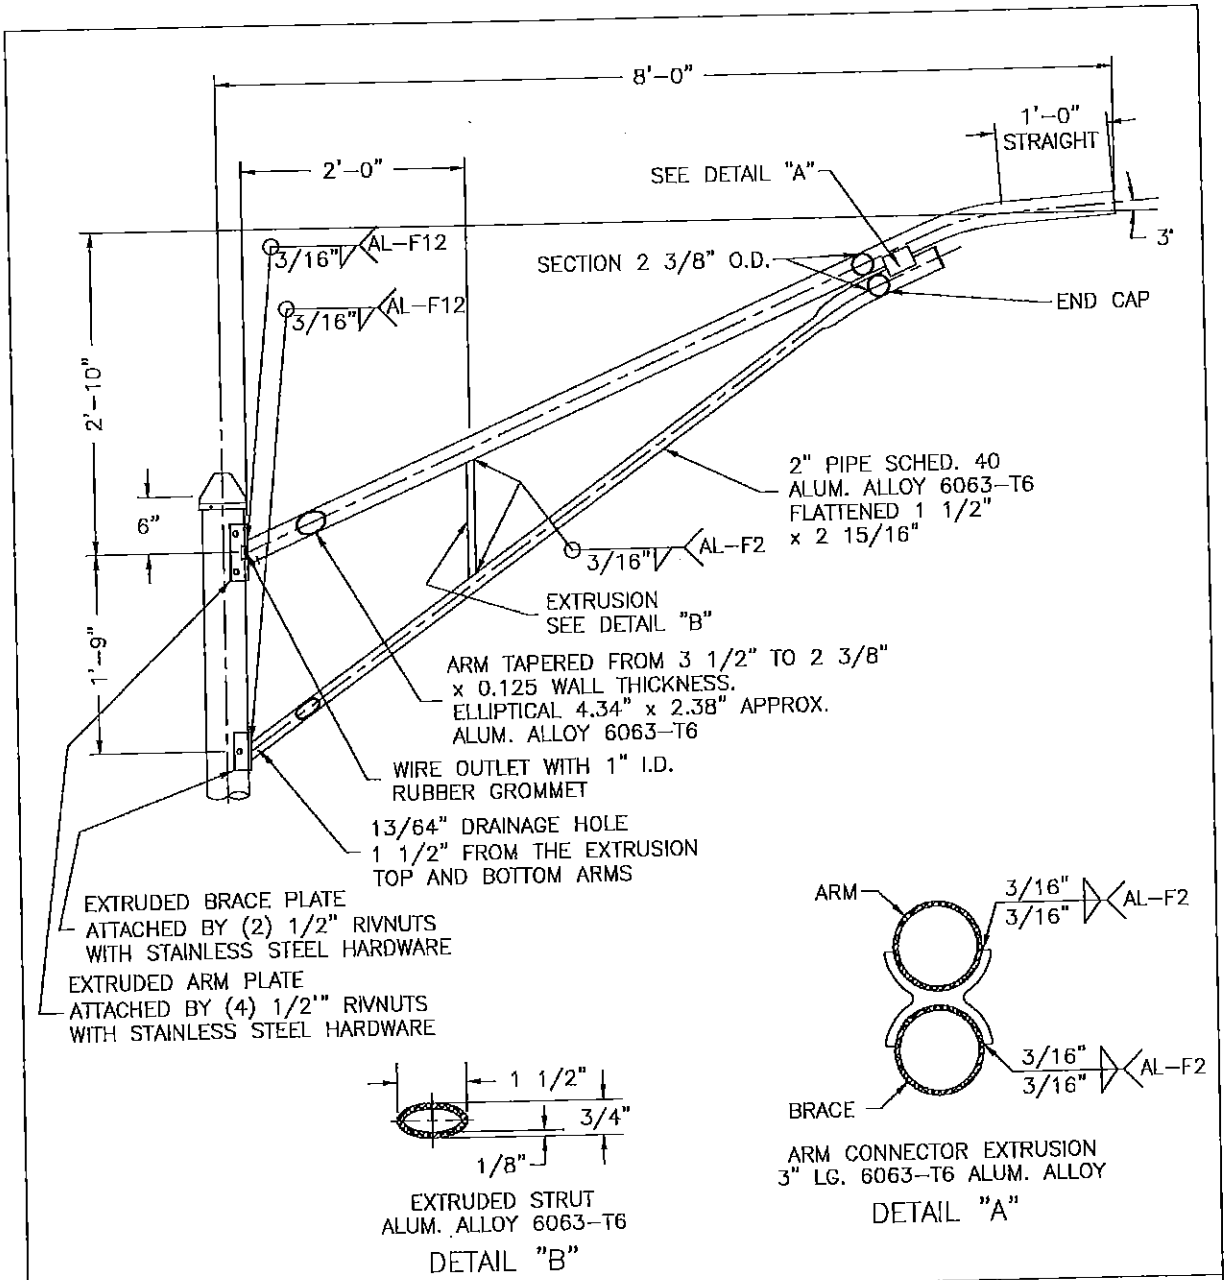 8'-0"
1'-0"
STRAIGHT
2'-0"
SEE DETAIL "A"
3/16" AL-F12
SECTION 2 3/8" O.D.
3°
3/16" AL-F12
END CAP
2'-10"
6"
2" PIPE SCHED. 40
ALUM. ALLOY 6063-T6
FLATTENED 1 1/2"
x 2 15/16"
3/16" AL-F2
EXTRUSION
SEE DETAIL "B"
1'-9"
ARM TAPERED FROM 3 1/2" TO 2 3/8"
x 0.125 WALL THICKNESS.
ELLIPTICAL 4.34" x 2.38" APPROX.
ALUM. ALLOY 6063-T6
WIRE OUTLET WITH 1" I.D.
RUBBER GROMMET
13/64" DRAINAGE HOLE
1 1/2" FROM THE EXTRUSION
TOP AND BOTTOM ARMS
EXTRUDED BRACE PLATE
ATTACHED BY (2) 1/2" RIVNUTS
WITH STAINLESS STEEL HARDWARE
EXTRUDED ARM PLATE
ATTACHED BY (4) 1/2'" RIVNUTS
WITH STAINLESS STEEL HARDWARE
1 1/2"
3/4"
1/8"
EXTRUDED STRUT
ALUM. ALLOY 6063-T6
DETAIL "B"
ARM
3/16"
3/16"
AL-F2
3/16"
3/16"
AL-F2
BRACE
ARM CONNECTOR EXTRUSION
3" LG. 6063-T6 ALUM. ALLOY
DETAIL "A"